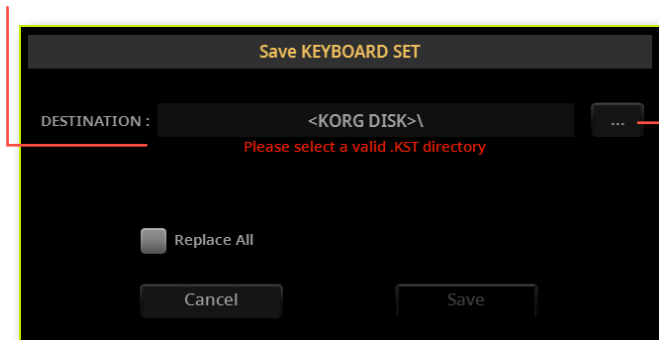 Save KEYBOARD SET
DESTINATION : <KORG DISK>\ ...
Please select a valid .KST directory
Replace All
Cancel Save